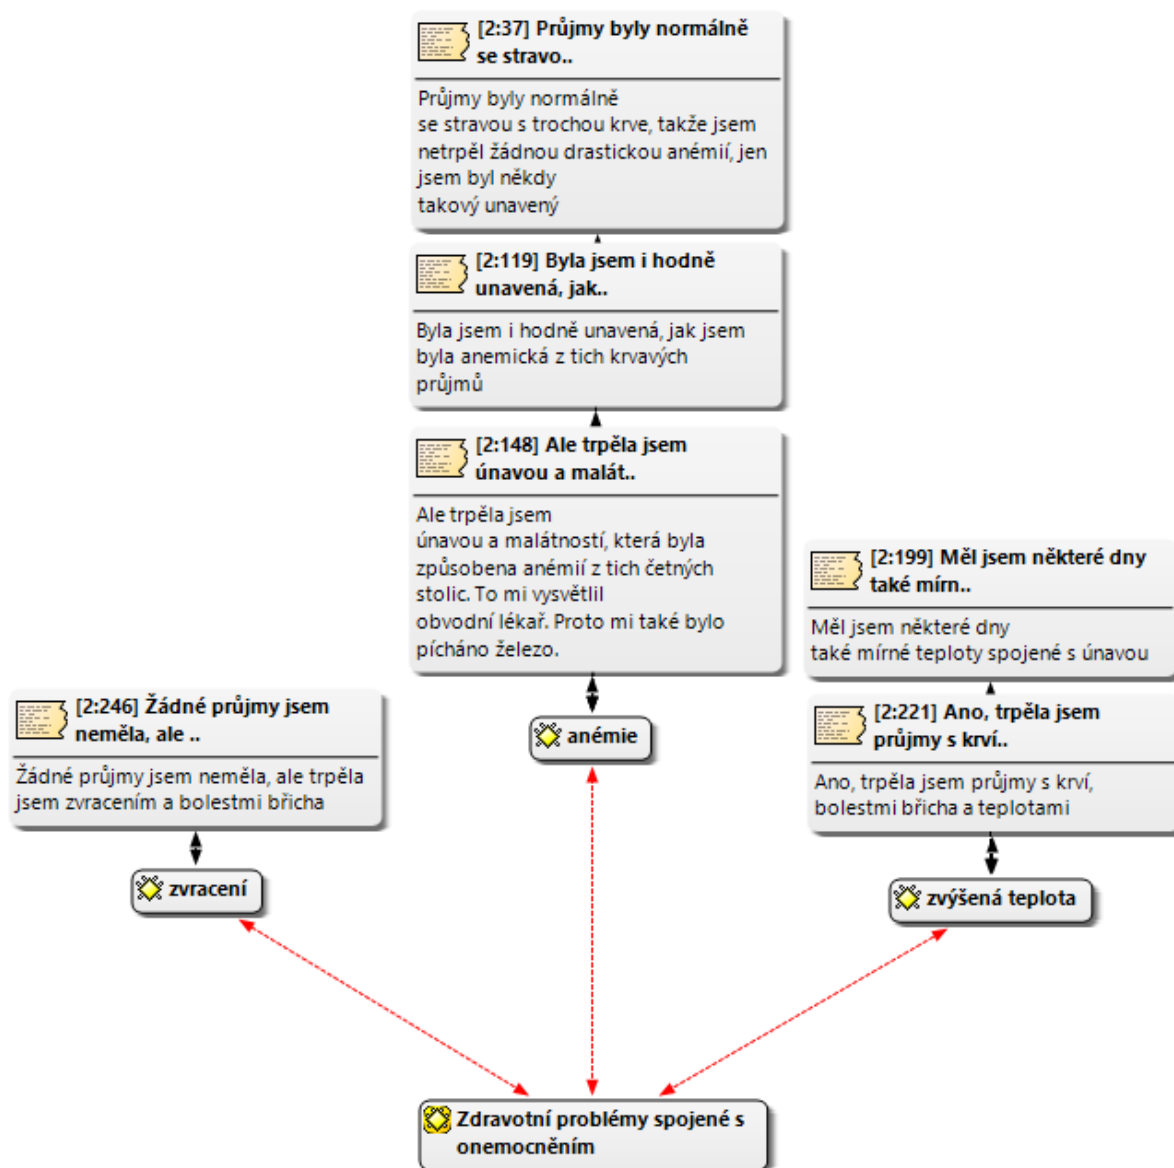 [2:37] Průjmy byly normálně
se stravo..
Průjmy byly normálně
se stravou s trochou krve, takže jsem
netrpěl žádnou drastickou anémií, jen
jsem byl někdy
takový unavený
[2:119] Byla jsem i hodně
unavená, jak..
Byla jsem i hodně unavená, jak jsem
byla anemická z tich krvavých
průjmů
[2:148] Ale trpěla jsem
únavou a malát..
Ale trpěla jsem
únavou a malátností, která byla
způsobena anémií z tich četných
stolic. To mi vysvětlil
obvodní lékař. Proto mi také bylo
pícháno železo.
anémie
[2:199] Měl jsem některé dny
také mírn..
Měl jsem některé dny
také mírné teploty spojené s únavou
[2:221] Ano, trpěla jsem
průjmy s krví..
Ano, trpěla jsem průjmy s krví,
bolestmi břicha a teplotami
zvýšená teplota
[2:246] Žádné průjmy jsem
neměla, ale ..
Žádné průjmy jsem neměla, ale trpěla
jsem zvracením a bolestmi břicha
zvracení
Zdravotní problémy spojené s
onemocněním